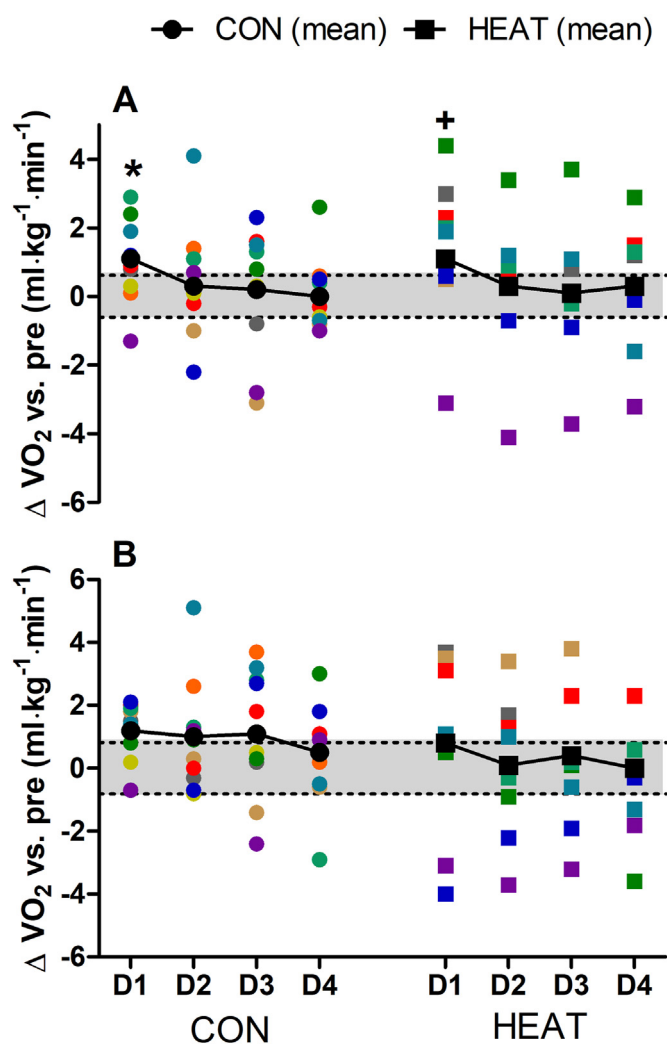 CON (mean) HEAT (mean)
A
* +
Δ VO₂ vs. pre (ml·kg⁻¹·min⁻¹)
4
2
0
-2
-4
-6
B
Δ VO₂ vs. pre (ml·kg⁻¹·min⁻¹)
6
4
2
0
-2
-4
-6
D1 D2 D3 D4 D1 D2 D3 D4
CON HEAT